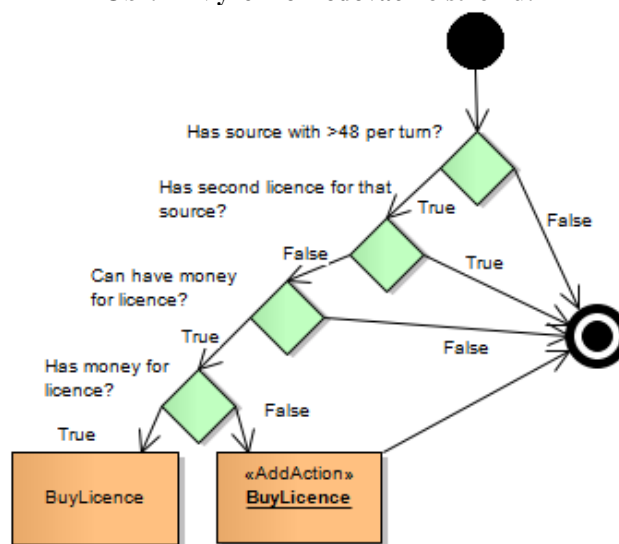 Has source with >48 per turn?
Has second licence for that
source?
True
False
False
True
Can have money
for licence?
True
False
Has money for
licence?
False
True
«AddAction»
BuyLicence
BuyLicence